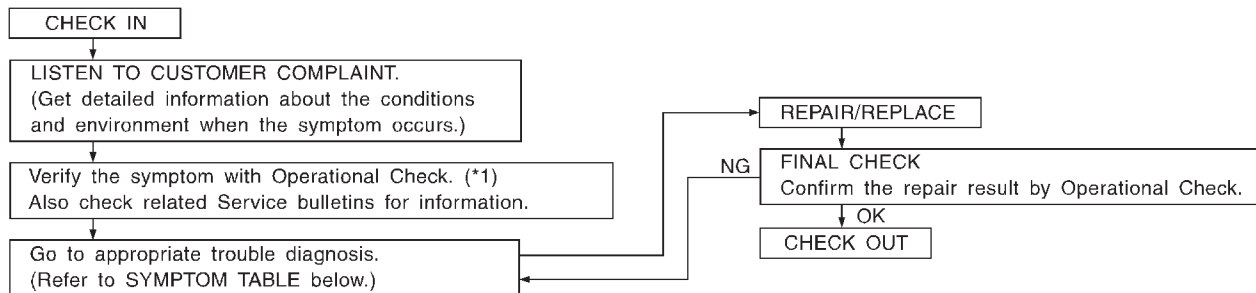 CHECK IN
LISTEN TO CUSTOMER COMPLAINT.
(Get detailed information about the conditions
and environment when the symptom occurs.)
Verify the symptom with Operational Check. (*1)
Also check related Service bulletins for information.
Go to appropriate trouble diagnosis.
(Refer to SYMPTOM TABLE below.)
REPAIR/REPLACE
NG
FINAL CHECK
Confirm the repair result by Operational Check.
OK
CHECK OUT